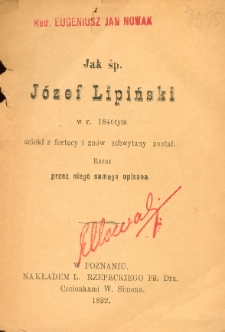 Red. EUGENIUSZ JAN NOWAK
Jak śp.
Józef Lipiński
w r. 1846tym
uciekł z fortecy i znów schwytany został.
Rzecz
przez niego samego opisana.
W POZNANIU.
NAKŁADEM L. RZEPECKIEGO Fil. Dra.
Czcionkami W. Simona.
1892.